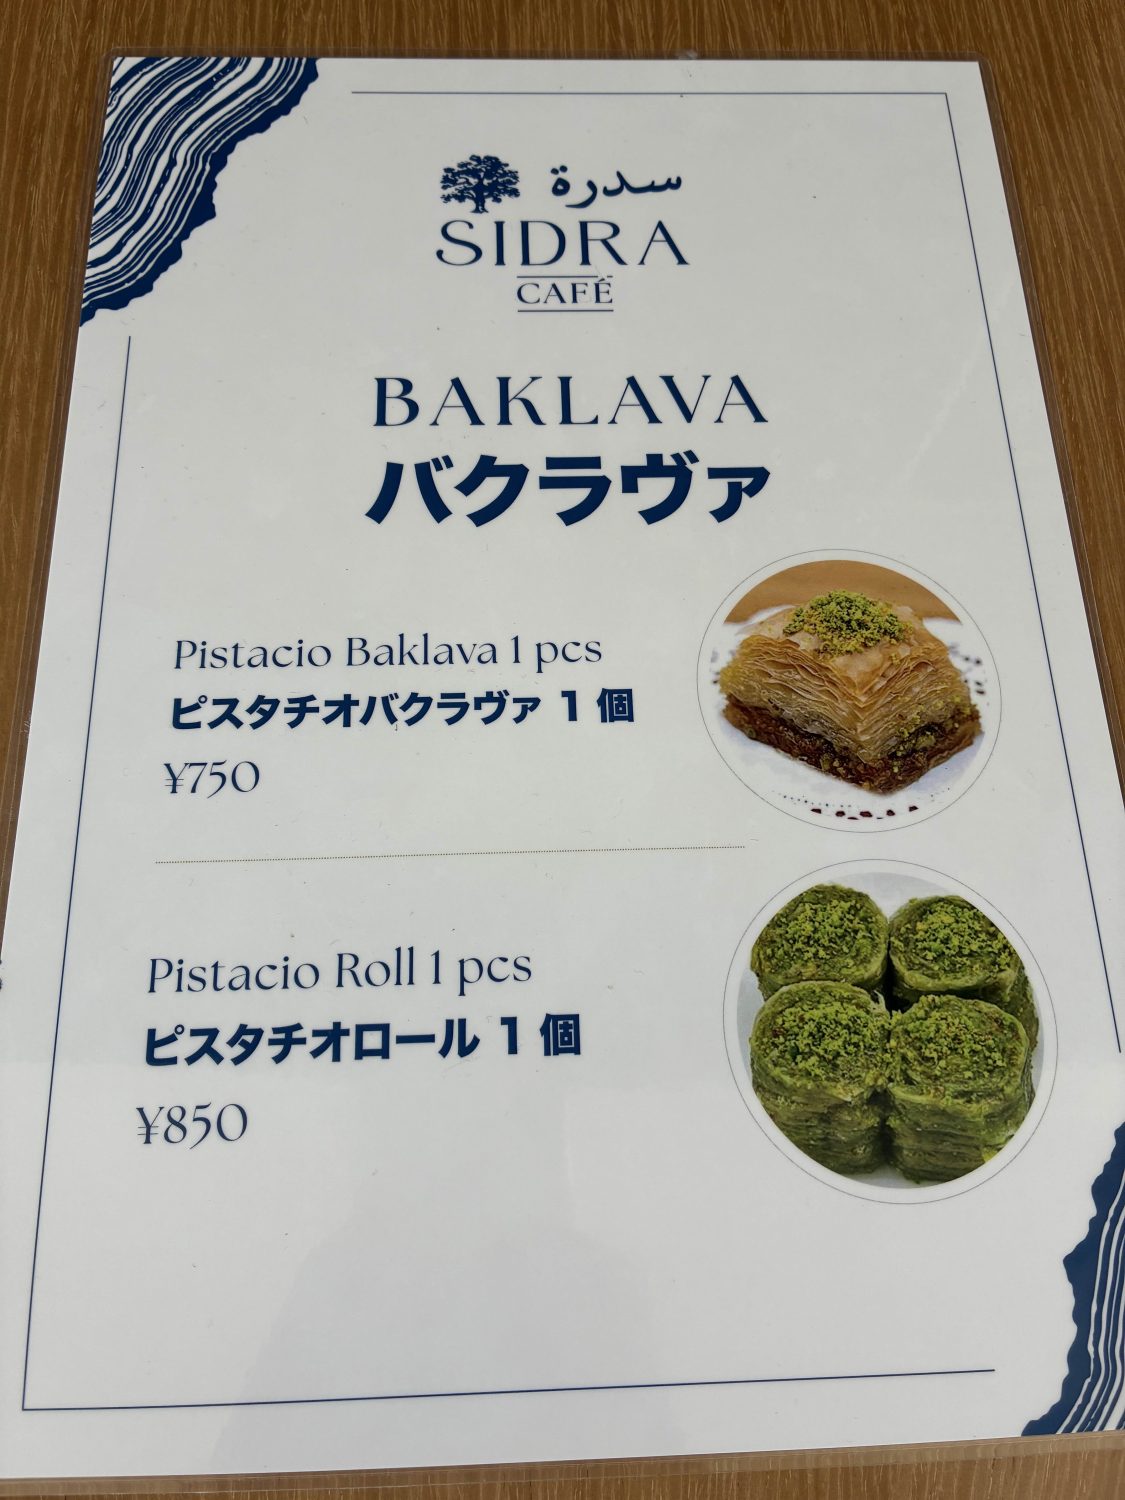 سدرة
SIDRA
CAFÉ
BAKLAVA
バクラヴァ
Pistacio Baklava 1 pcs
ピスタチオバクラヴァ 1 個
¥750
Pistacio Roll 1 pcs
ピスタチオロール 1 個
¥850